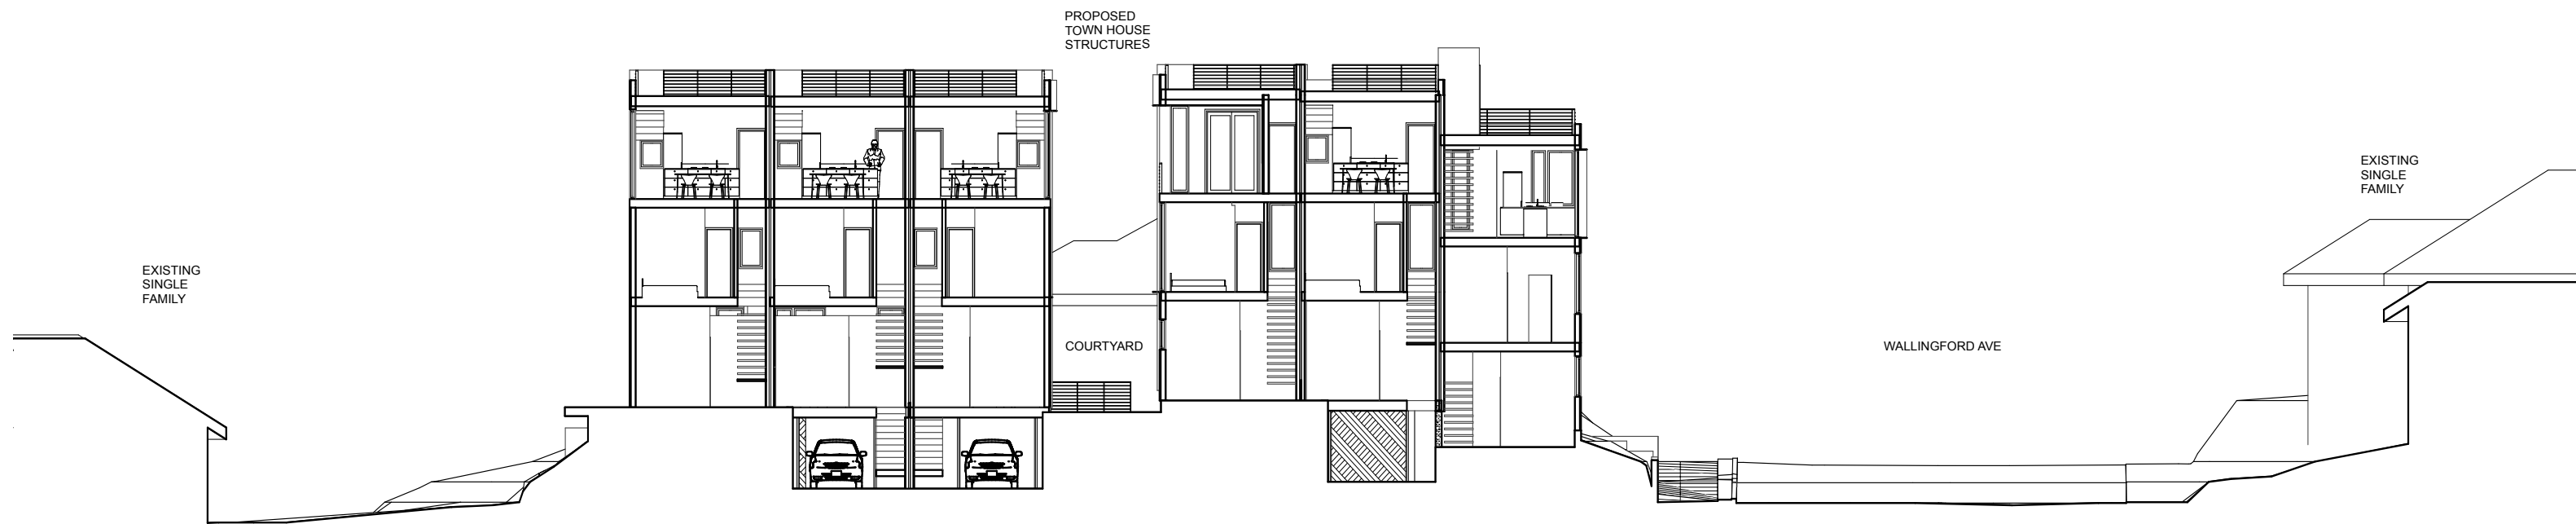 PROPOSED
TOWN HOUSE
STRUCTURES
EXISTING
SINGLE
FAMILY
EXISTING
SINGLE
FAMILY
COURTYARD
WALLINGFORD AVE